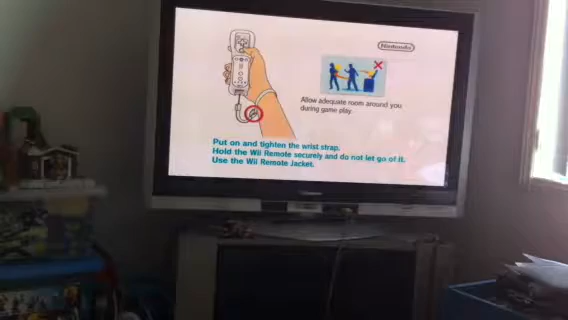 Nintendo
Allow adequate room around you
during game play.
Put on and tighten the wrist strap.
Hold the Wii Remote securely and do not let go of it.
Use the Wii Remote Jacket.